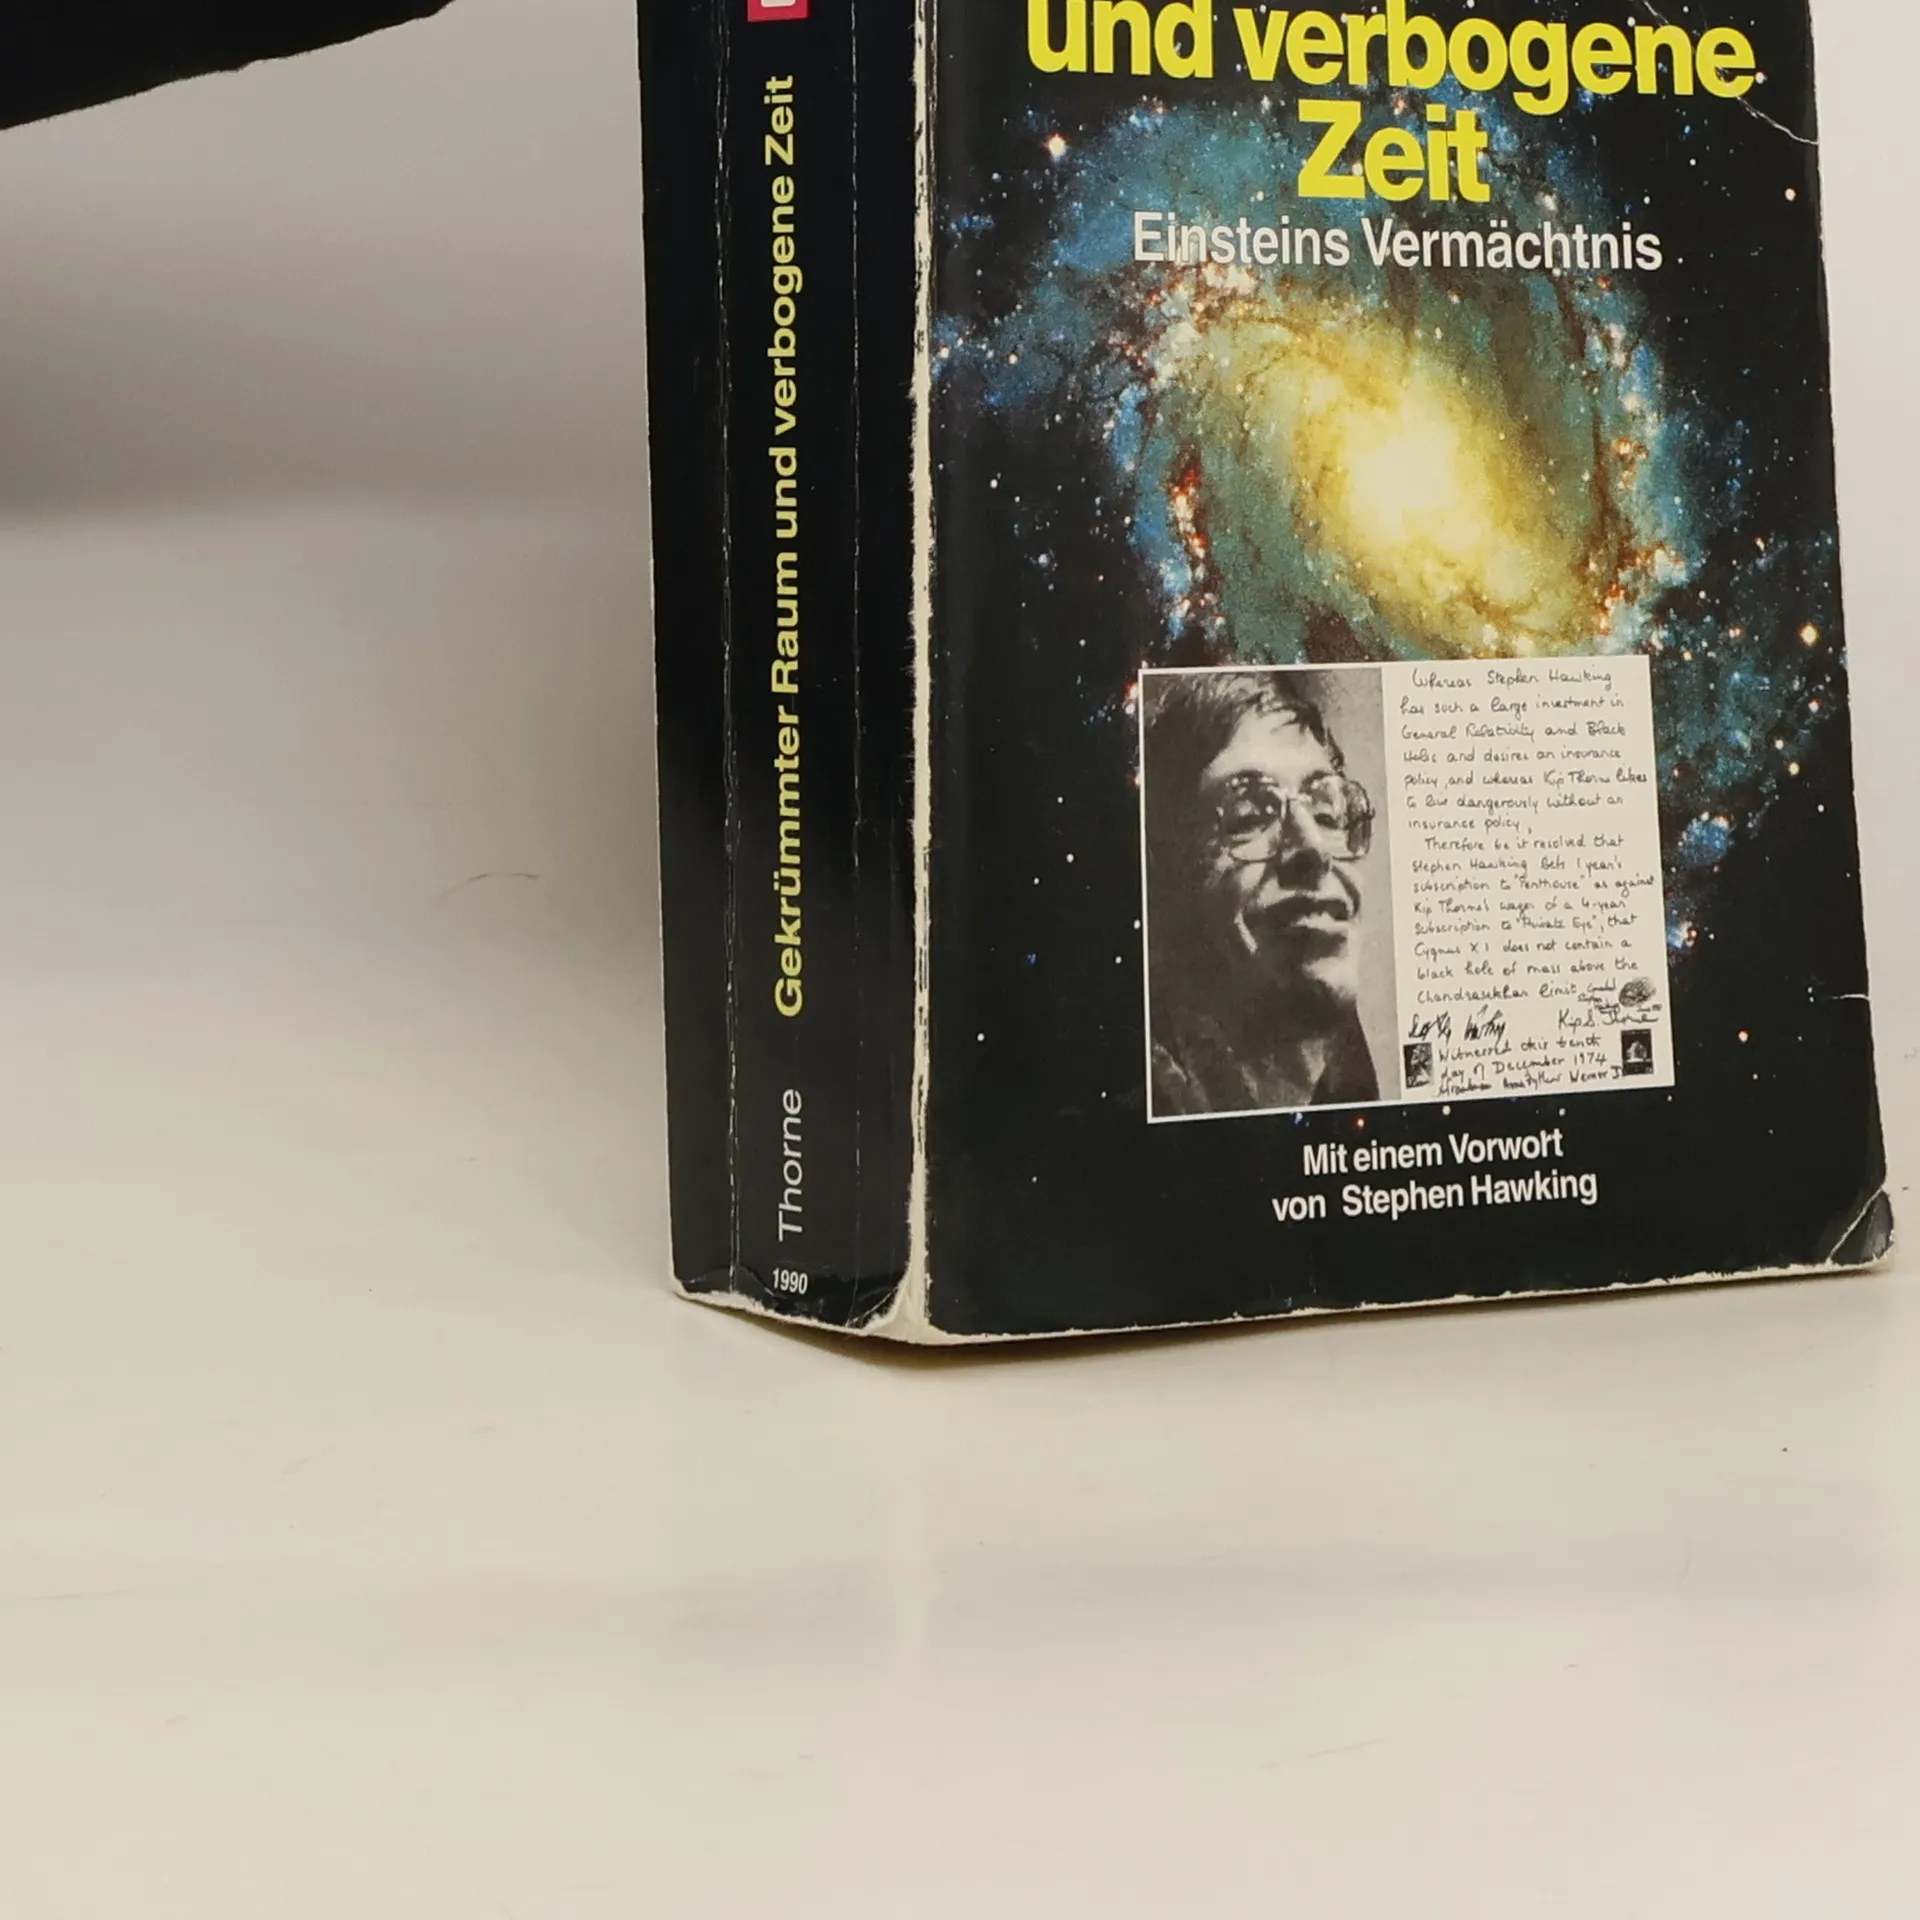 und verbogene
Zeit
Einsteins Vermächtnis
Whereas Stephen Hawking
has such a large investment in
General Relativity and Black
Holes and desires an insurance
policy, and whereas Kip Thorne likes
to live dangerously without an
insurance policy,
Therefore be it resolved that
Stephen Hawking bets 1 year's
subscription to "Penthouse" as against
Kip Thorne's wager of a 4-year
subscription to "Private Eye", that
Cygnus X 1 does not contain a
black hole of mass above the
Chandrasekhar limit
Kip S. Thorne
Witnessed this tenth
day of December 1974
Mit einem Vorwort
von Stephen Hawking
Thorne Gekrümmter Raum und verbogene Zeit
1990